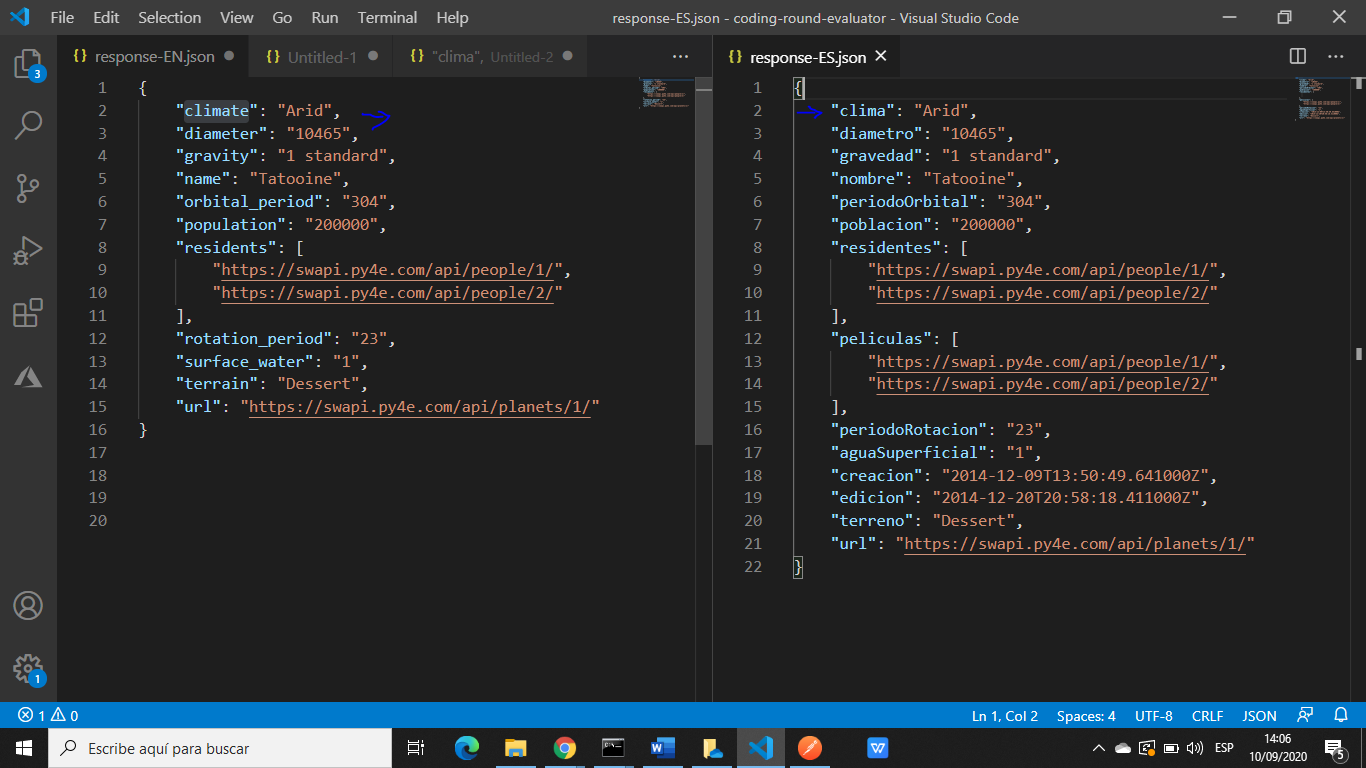 File Edit Selection View Go Run Terminal Help response-ES.json - coding-round-evaluator - Visual Studio Code
{} response-EN.json ● {} Untitled-1 ● {} "clima", Untitled-2 ● ···
1 {
2 "climate": "Arid",
3 "diameter": "10465",
4 "gravity": "1 standard",
5 "name": "Tatooine",
6 "orbital_period": "304",
7 "population": "200000",
8 "residents": [
9 "https://swapi.py4e.com/api/people/1/",
10 "https://swapi.py4e.com/api/people/2/"
11 ],
12 "rotation_period": "23",
13 "surface_water": "1",
14 "terrain": "Dessert",
15 "url": "https://swapi.py4e.com/api/planets/1/"
16 }
17
18
19
20
{} response-ES.json ✕ ···
1 {
2 "clima": "Arid",
3 "diametro": "10465",
4 "gravedad": "1 standard",
5 "nombre": "Tatooine",
6 "periodoOrbital": "304",
7 "poblacion": "200000",
8 "residentes": [
9 "https://swapi.py4e.com/api/people/1/",
10 "https://swapi.py4e.com/api/people/2/"
11 ],
12 "peliculas": [
13 "https://swapi.py4e.com/api/people/1/",
14 "https://swapi.py4e.com/api/people/2/"
15 ],
16 "periodoRotacion": "23",
17 "aguaSuperficial": "1",
18 "creacion": "2014-12-09T13:50:49.641000Z",
19 "edicion": "2014-12-20T20:58:18.411000Z",
20 "terreno": "Dessert",
21 "url": "https://swapi.py4e.com/api/planets/1/"
22 }
3
1
1 0 Ln 1, Col 2 Spaces: 4 UTF-8 CRLF JSON
Escribe aquí para buscar
W
W
ESP
14:06
10/09/2020
5